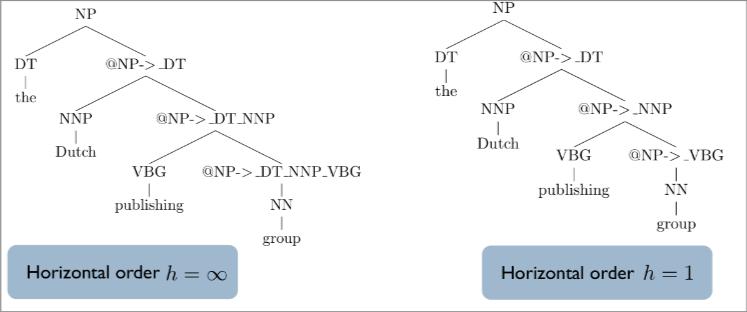 NP
DT @NP->_DT
the
NNP @NP->_DT_NNP
Dutch
VBG @NP->_DT_NNP_VBG
publishing NN
group
Horizontal order h = ∞
NP
DT @NP->_DT
the
NNP @NP->_NNP
Dutch
VBG @NP->_VBG
publishing NN
group
Horizontal order h = 1